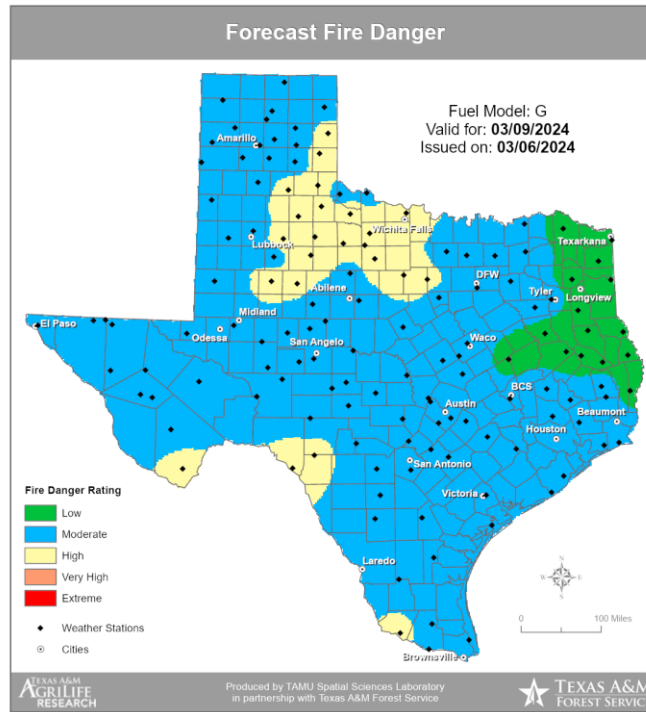 Forecast Fire Danger
Fuel Model: G
Valid for: 03/09/2024
Issued on: 03/06/2024
Amarillo
Wichita Falls
Lubbock
Texarkana
DFW
Abilene
Tyler
Longview
Midland
El Paso
Odessa
San Angelo
Waco
BCS
Austin
Beaumont
Houston
San Antonio
Victoria
Laredo
Brownsville
Fire Danger Rating
Low
Moderate
High
Very High
Extreme
Weather Stations
Cities
N
W E
S
0 100 Miles
TEXAS A&M
AGRILIFE
RESEARCH
Produced by TAMU Spatial Sciences Laboratory
in partnership with Texas A&M Forest Service
TEXAS A&M
FOREST SERVICE